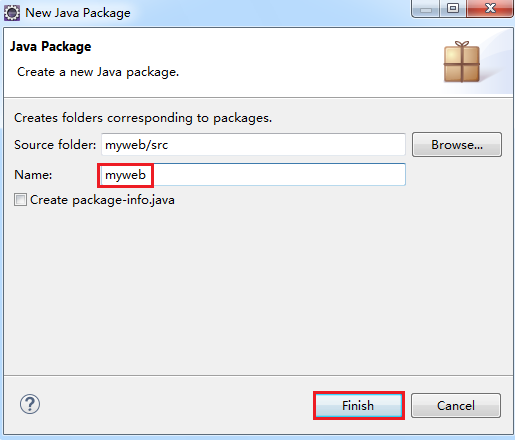 New Java Package
Java Package
Create a new Java package.
Creates folders corresponding to packages.
Source folder: myweb/src Browse...
Name: myweb
Create package-info.java
? Finish Cancel